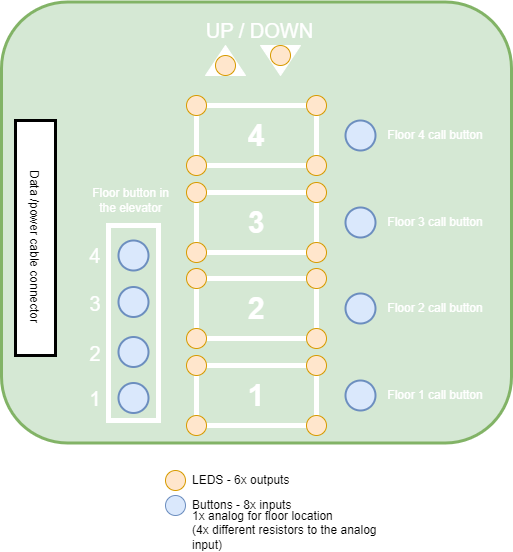 UP / DOWN
4
Floor 4 call button
Data /power cable connector
Floor button in
the elevator
3
Floor 3 call button
4
3
2
Floor 2 call button
2
1
1
Floor 1 call button
LEDS - 6x outputs
Buttons - 8x inputs
1x analog for floor location
(4x different resistors to the analog
input)